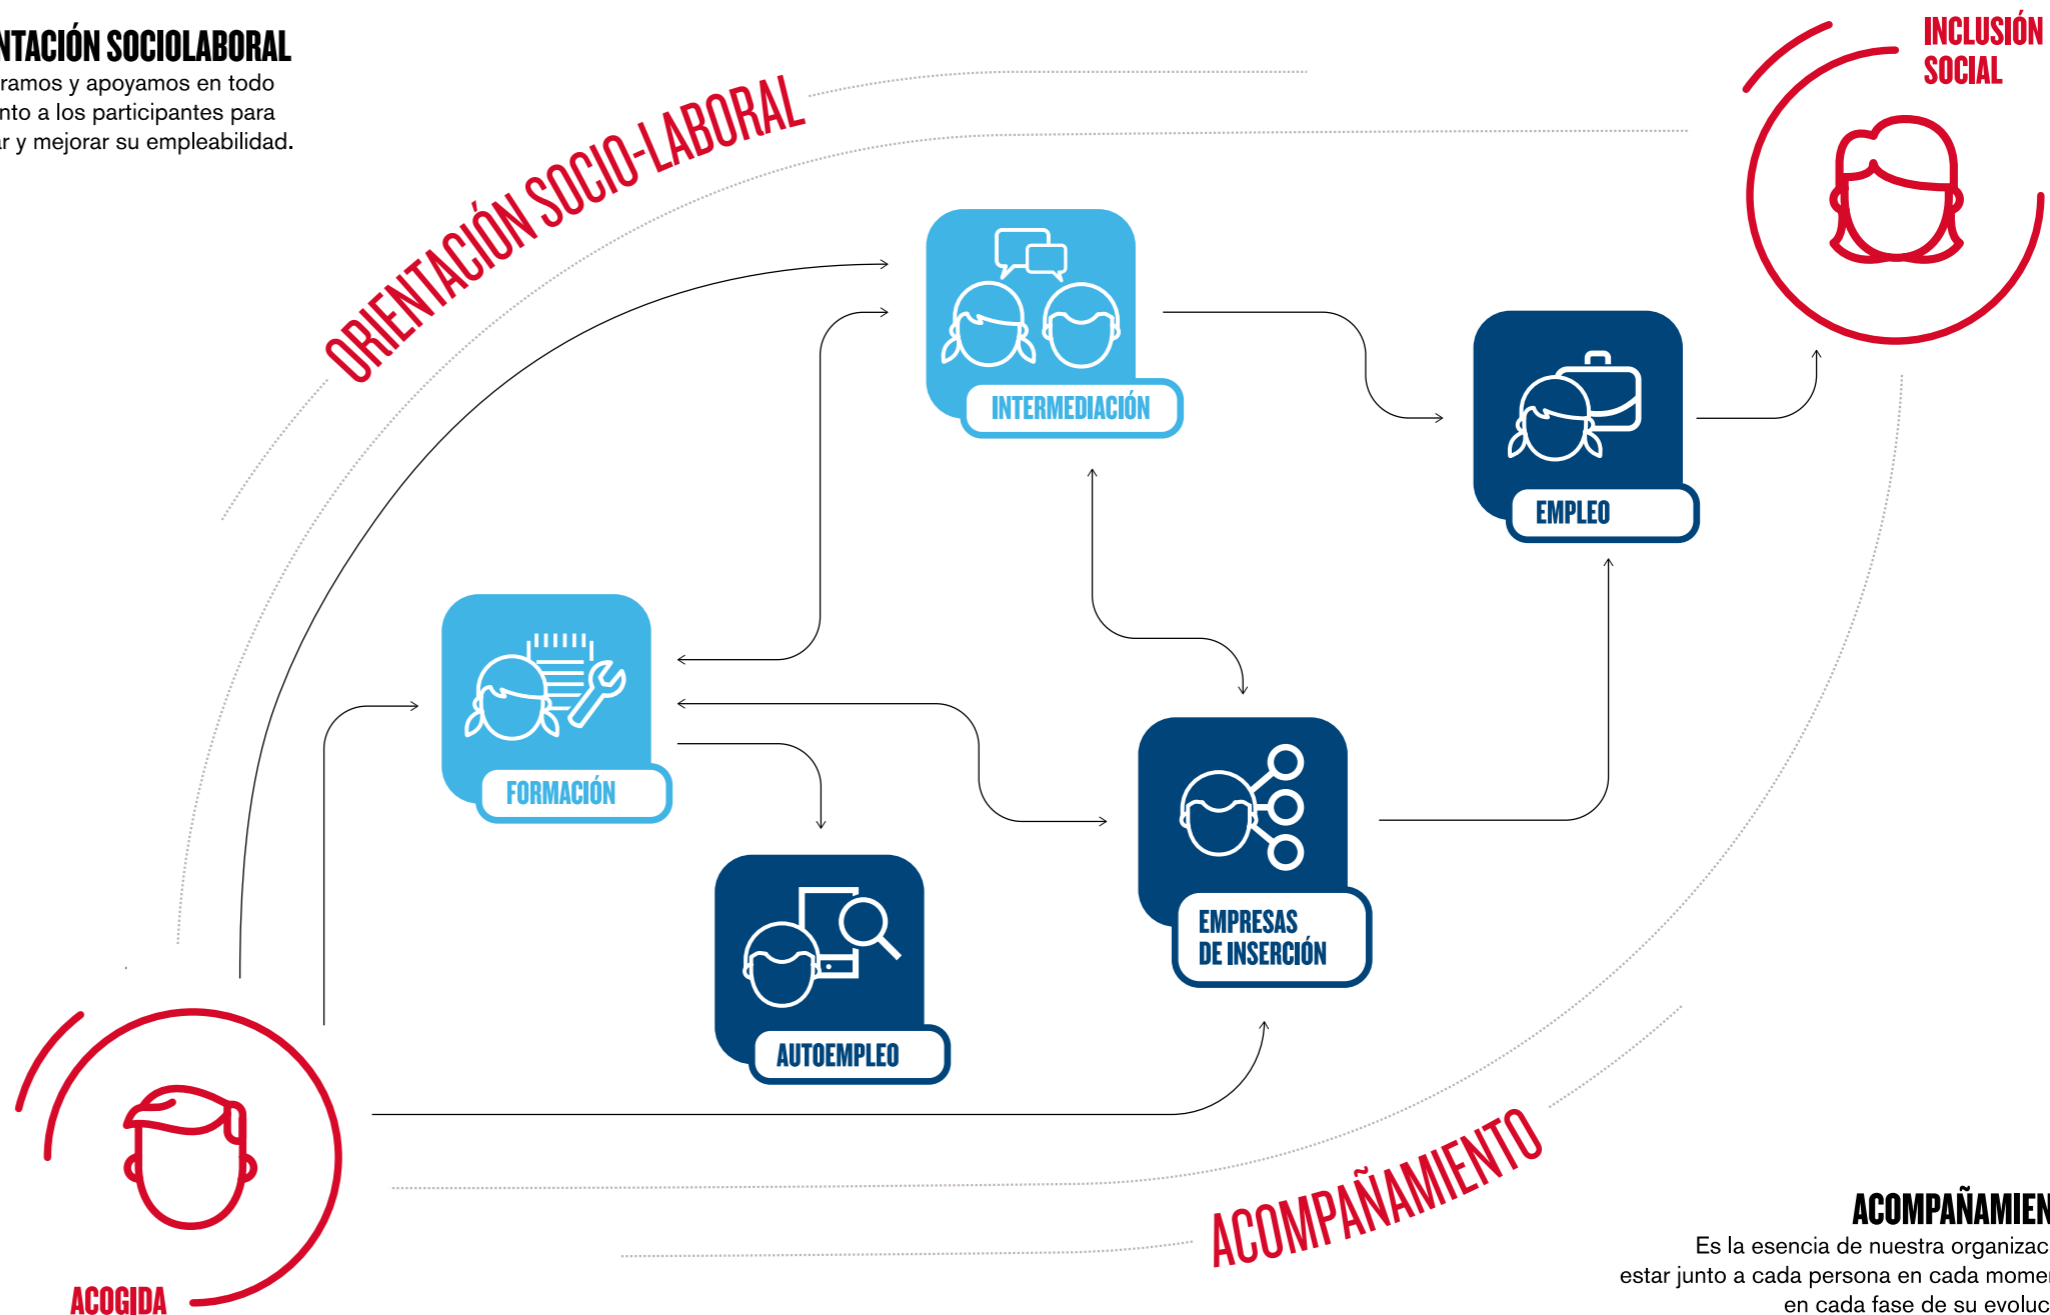 NTACIÓN SOCIOLABORAL
ramos y apoyamos en todo
nto a los participantes para
r y mejorar su empleabilidad.
INCLUSIÓN
SOCIAL
ORIENTACIÓN SOCIO-LABORAL
INTERMEDIACIÓN
EMPLEO
FORMACIÓN
EMPRESAS
DE INSERCIÓN
AUTOEMPLEO
ACOMPAÑAMIENTO
ACOGIDA
ACOMPAÑAMIEN
Es la esencia de nuestra organizac
estar junto a cada persona en cada momen
en cada fase de su evoluc